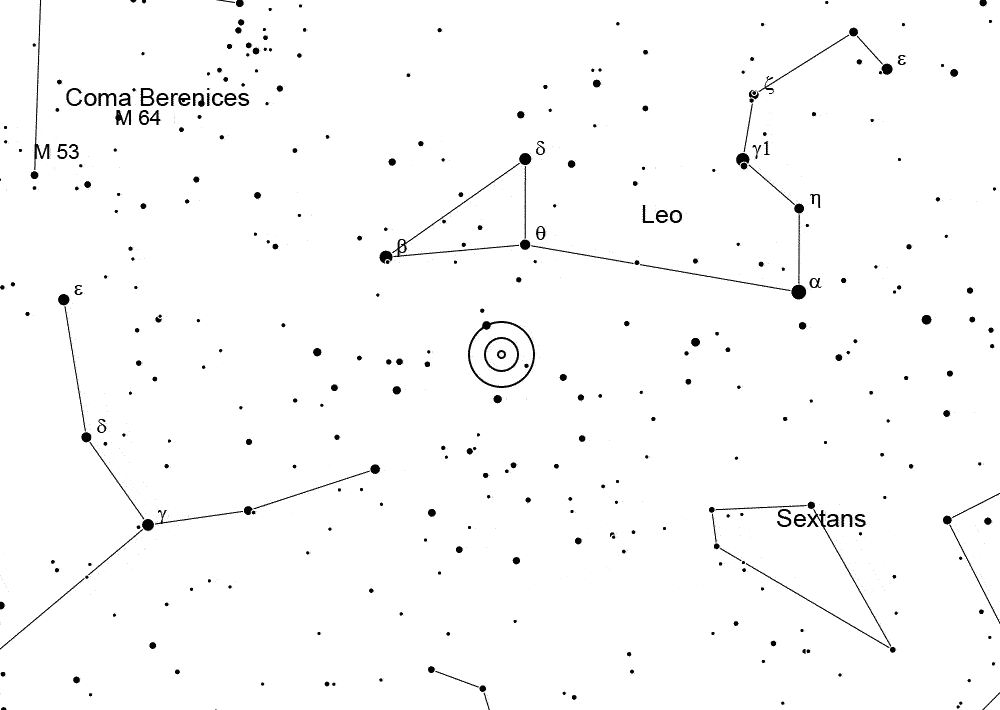 ε
ζ
Coma Berenices
M 64
M 53
δ
γ1
η
Leo
θ
β
α
ε
δ
γ
Sextans